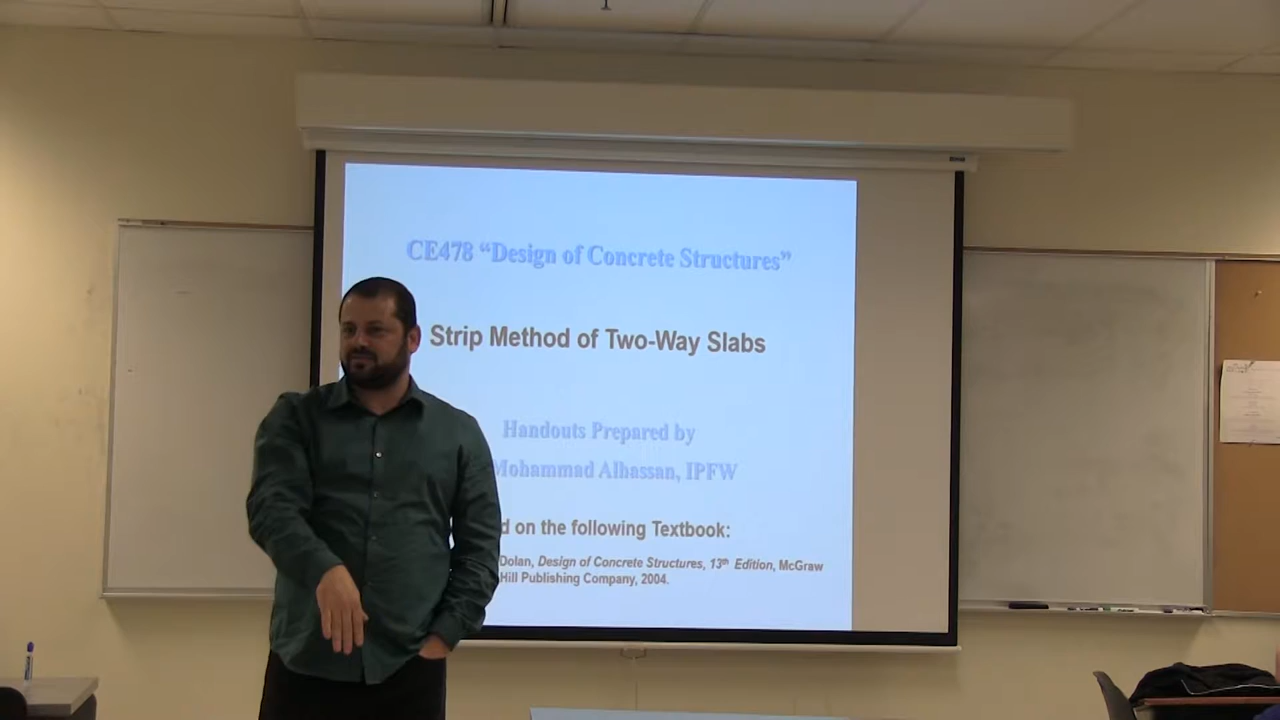 CE478 “Design of Concrete Structures”
Strip Method of Two-Way Slabs
Handouts Prepared by
Mohammad Alhassan, IPFW
on the following Textbook:
Dolan, Design of Concrete Structures, 13th Edition, McGraw
Hill Publishing Company, 2004.